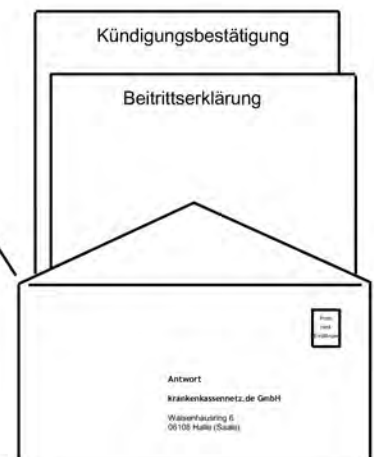 Kündigungsbestätigung
Beitrittserklärung
Antwort
krankenkassennetz.de GmbH
Waisenhausring 6
06108 Halle (Saale)